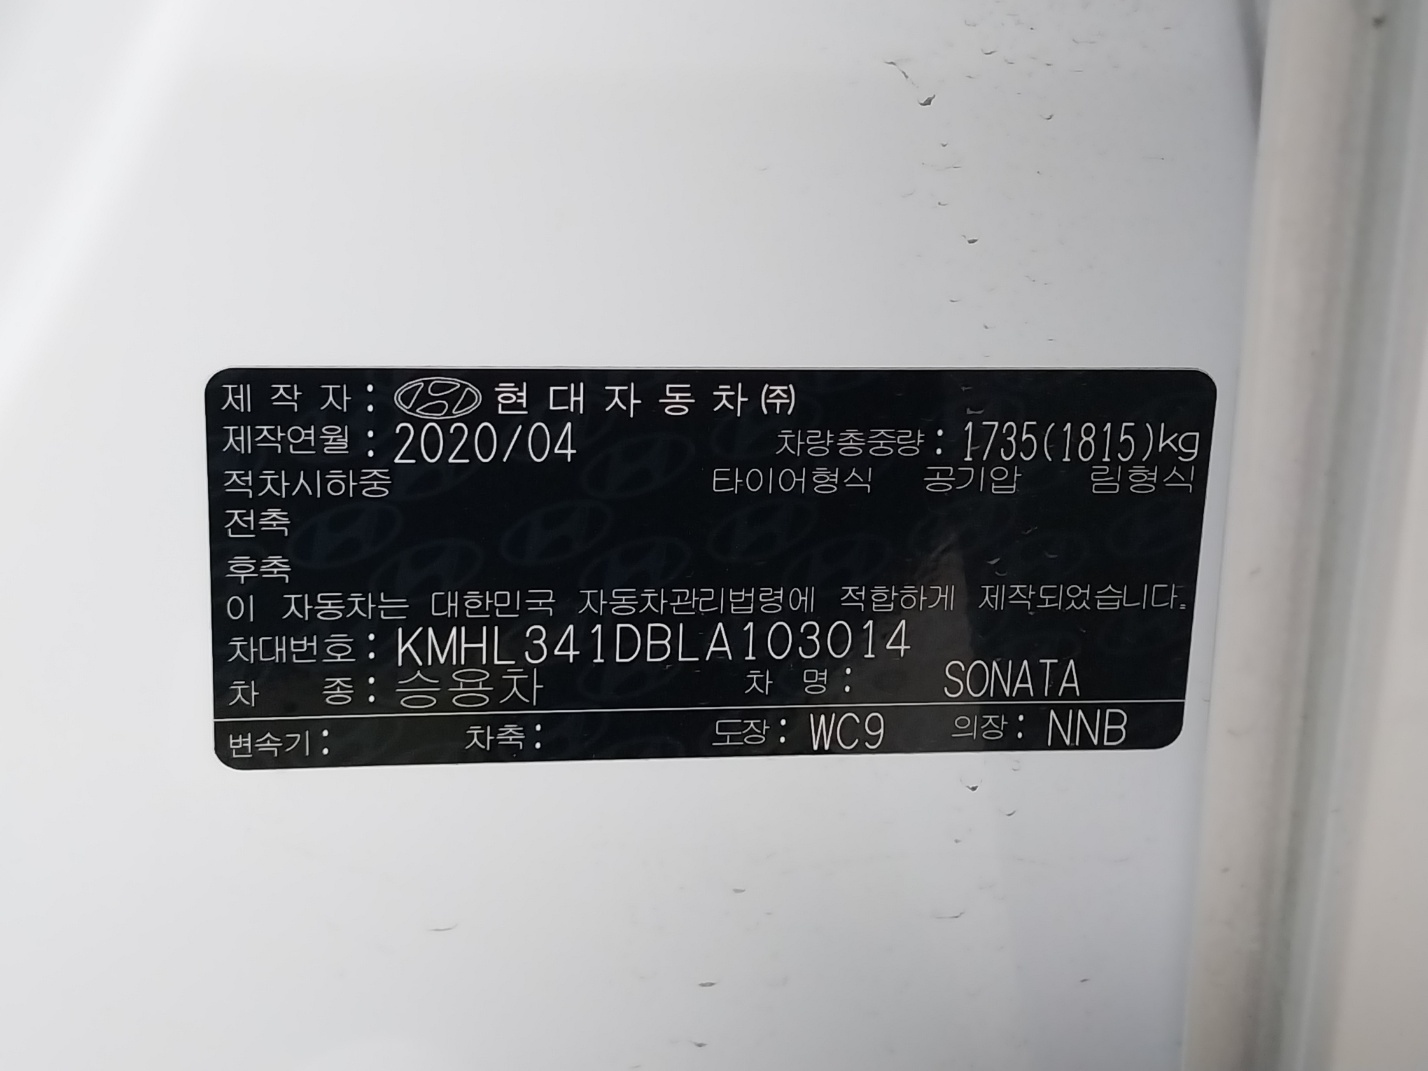 제 작 자 : 현 대 자 동 차 ㈜
제작연월 : 2020/04 차량총중량 : 1735(1815)kg
적차시하중 타이어형식 공기압 림형식
전축
후축
이 자동차는 대한민국 자동차관리법령에 적합하게 제작되었습니다.
차대번호 : KMHL341DBLA103014
차 종 : 승용차 차 명 : SONATA
변속기 : 차축 : 도장 : WC9 의장 : NNB